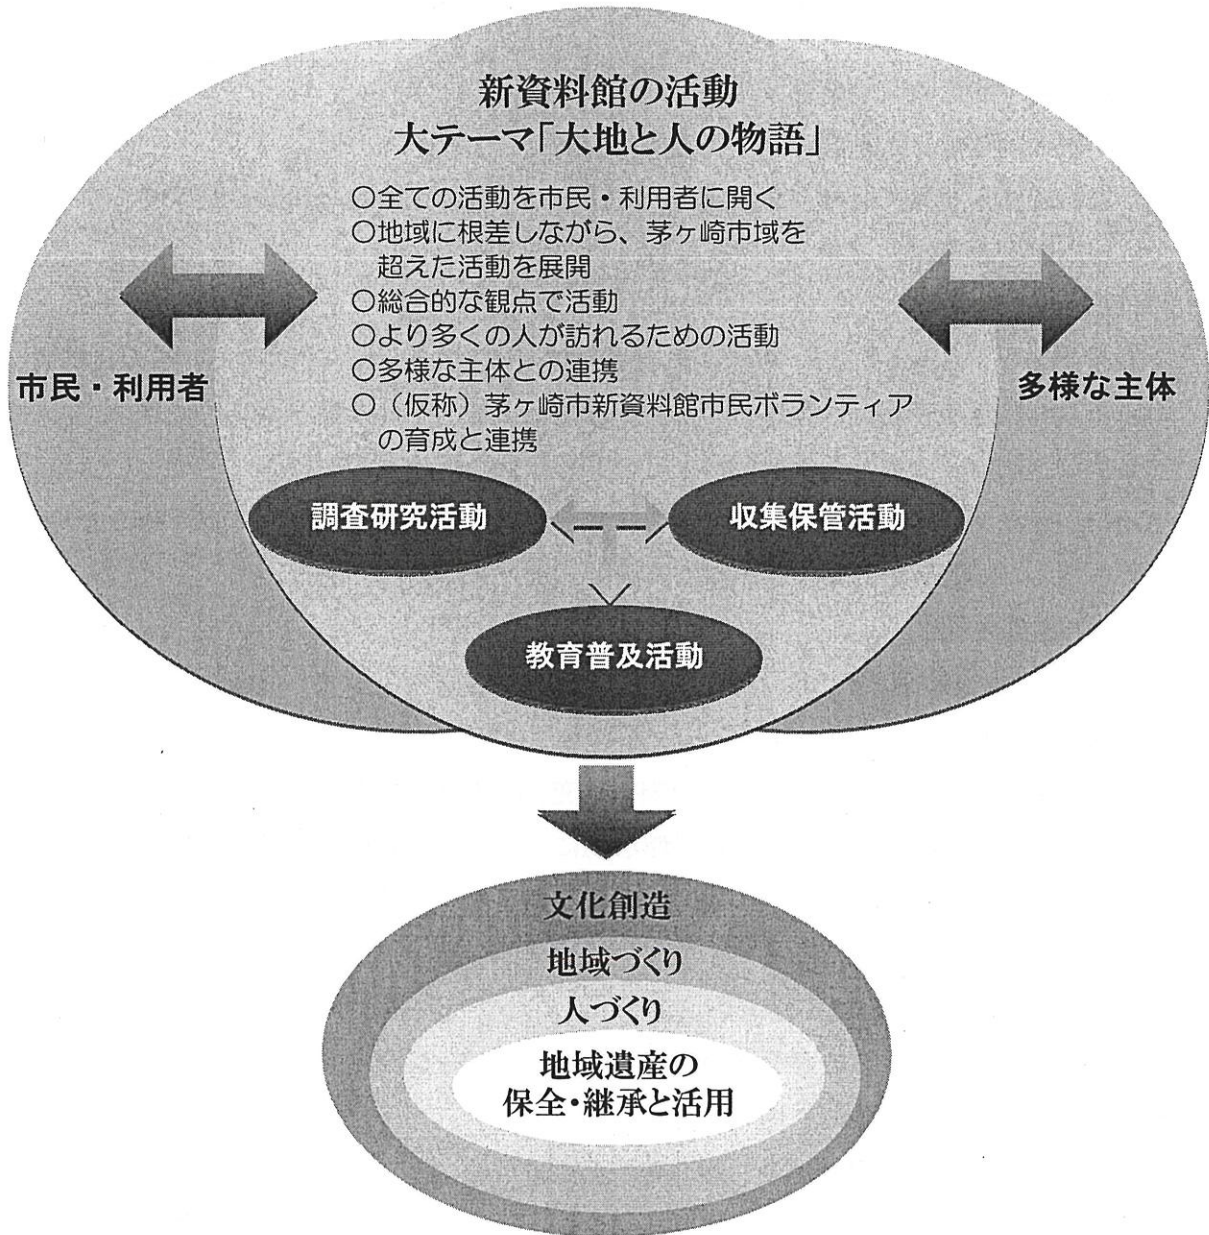 新資料館の活動
大テーマ「大地と人の物語」
○全ての活動を市民・利用者に開く
○地域に根差しながら、茅ヶ崎市域を
超えた活動を展開
○総合的な観点で活動
○より多くの人が訪れるための活動
○多様な主体との連携
○（仮称）茅ヶ崎市新資料館市民ボランティア
の育成と連携
市民・利用者
多様な主体
調査研究活動
収集保管活動
教育普及活動
文化創造
地域づくり
人づくり
地域遺産の
保全・継承と活用